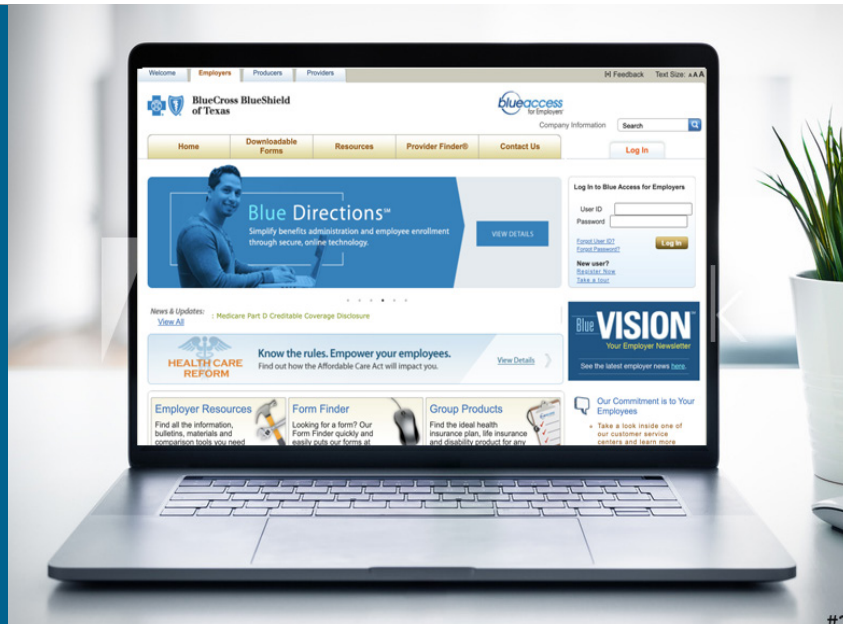 Welcome
Employers
Producers
Providers
[+] Feedback
Text Size: AAA
BlueCross BlueShield
of Texas
blueaccess
for Employers
Company Information
Search
Home
Downloadable
Forms
Resources
Provider Finder®
Contact Us
Log In
Blue Directions℠
Simplify benefits administration and employee enrollment
through secure, online technology.
VIEW DETAILS
Log In to Blue Access for Employers
User ID
Password
Forgot User ID?
Forgot Password?
Log In
New user?
Register Now
Take a tour
News & Updates:
: Medicare Part D Creditable Coverage Disclosure
View All
Blue VISION
Your Employer Newsletter
See the latest employer news here.
HEALTH CARE
REFORM
Know the rules. Empower your employees.
Find out how the Affordable Care Act will impact you.
View Details
Employer Resources
Find all the information,
bulletins, materials and
comparison tools you need
Form Finder
Looking for a form? Our
Form Finder quickly and
easily puts our forms at
Group Products
Find the ideal health
insurance plan, life insurance
and disability product for any
Our Commitment is to Your
Employees
Take a look inside one of
our customer service
centers and learn more